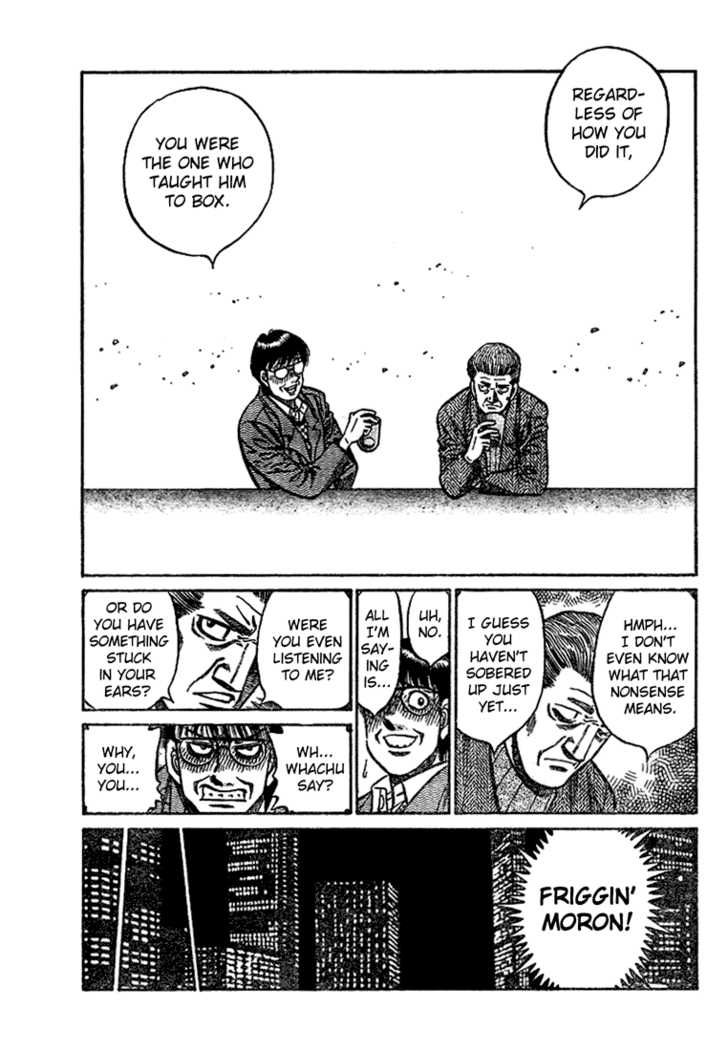 REGARD-
LESS OF
HOW YOU
DID IT,
YOU WERE
THE ONE WHO
TAUGHT HIM
TO BOX.
HMPH...
I DON'T
EVEN KNOW
WHAT THAT
NONSENSE
MEANS.
I GUESS
YOU
HAVEN'T
SOBERED
UP JUST
YET...
UH,
NO.
ALL
I'M
SAY-
ING
IS...
WERE
YOU EVEN
LISTENING
TO ME?
OR DO
YOU HAVE
SOMETHING
STUCK
IN YOUR
EARS?
WH...
WHACHU
SAY?
WHY,
YOU...
YOU...
FRIGGIN'
MORON!